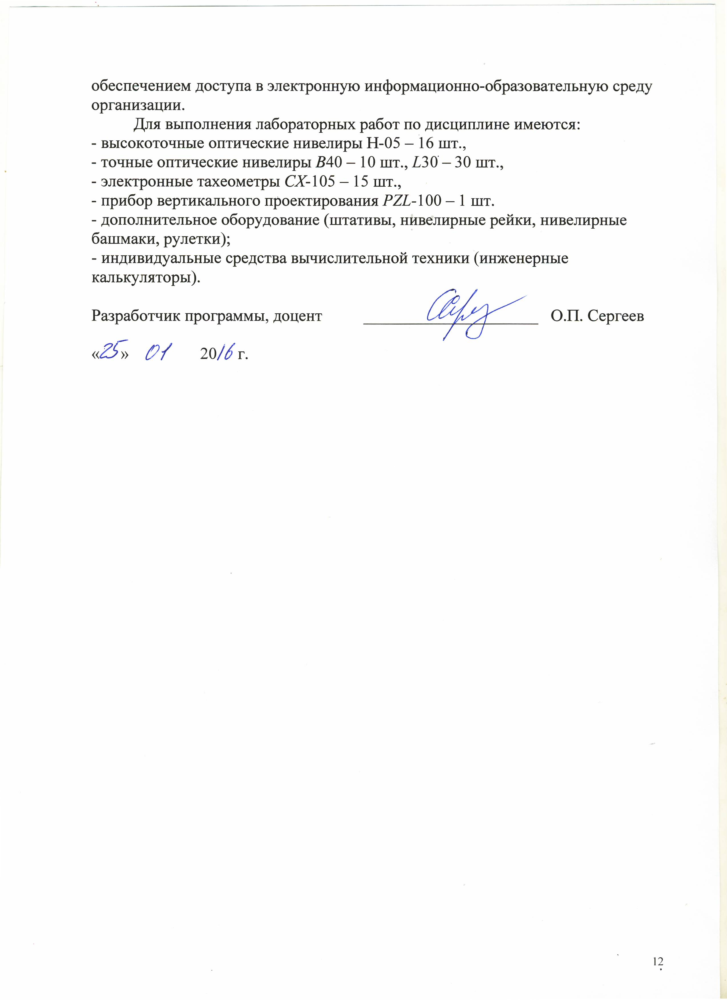 обеспечением доступа в электронную информационно-образовательную среду
организации.
Для выполнения лабораторных работ по дисциплине имеются:
- высокоточные оптические нивелиры Н-05 – 16 шт.,
- точные оптические нивелиры B40 – 10 шт., L30 – 30 шт.,
- электронные тахеометры CX-105 – 15 шт.,
- прибор вертикального проектирования PZL-100 – 1 шт.
- дополнительное оборудование (штативы, нивелирные рейки, нивелирные
башмаки, рулетки);
- индивидуальные средства вычислительной техники (инженерные
калькуляторы).
Разработчик программы, доцент О.П. Сергеев
«25» 01 2016 г.
12